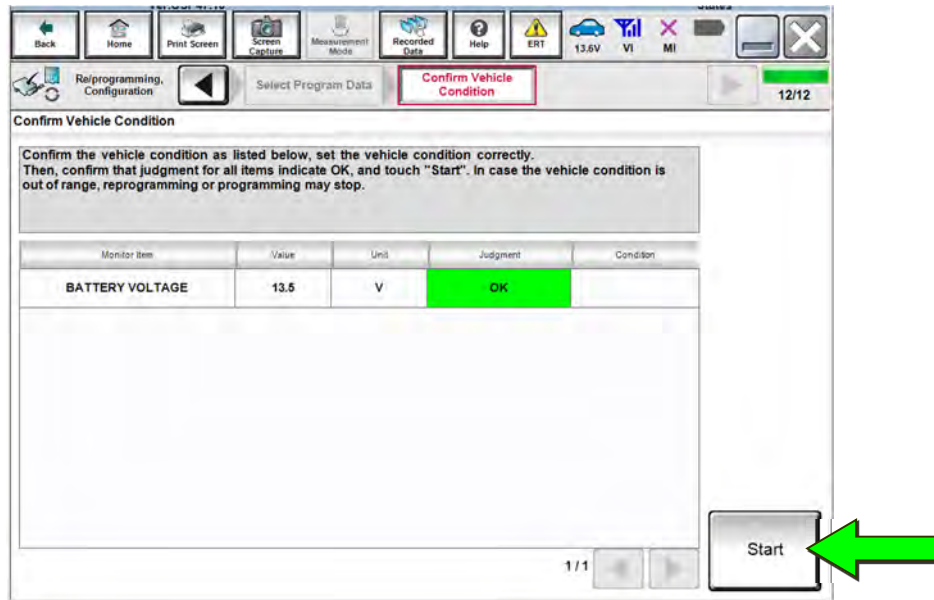 Back
Home
Print Screen
Screen Capture
Measurement Mode
Recorded Data
Help
ERT
13.6V
VI
MI
Re/programming, Configuration
Select Program Data
Confirm Vehicle Condition
12/12
Confirm Vehicle Condition
Confirm the vehicle condition as listed below, set the vehicle condition correctly.
Then, confirm that judgment for all items indicate OK, and touch "Start". In case the vehicle condition is
out of range, reprogramming or programming may stop.
Monitor Item Value Unit Judgment Condition
BATTERY VOLTAGE 13.5 V OK
1/1
Start